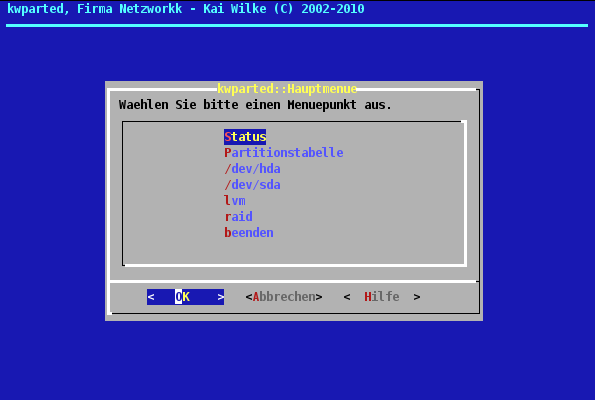 kwparted, Firma Netzworkk - Kai Wilke (C) 2002-2010
kwparted::Hauptmenue
Waehlen Sie bitte einen Menuepunkt aus.
Status
Partitionstabelle
/dev/hda
/dev/sda
lvm
raid
beenden
< OK > <Abbrechen> < Hilfe >